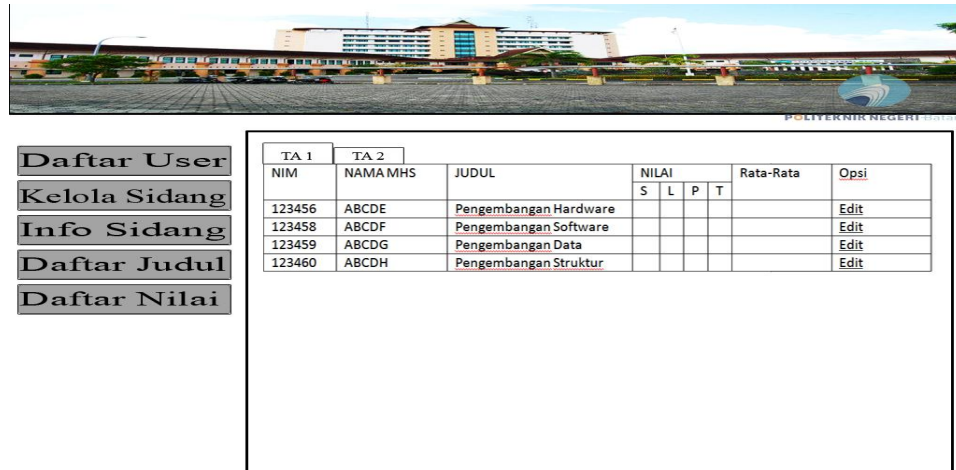 POLITEKNIK NEGERI Batam
Daftar User
Kelola Sidang
Info Sidang
Daftar Judul
Daftar Nilai
TA 1 TA 2
NIM NAMA MHS JUDUL NILAI Rata-Rata Opsi
S L P T
123456 ABCDE Pengembangan Hardware Edit
123458 ABCDF Pengembangan Software Edit
123459 ABCDG Pengembangan Data Edit
123460 ABCDH Pengembangan Struktur Edit